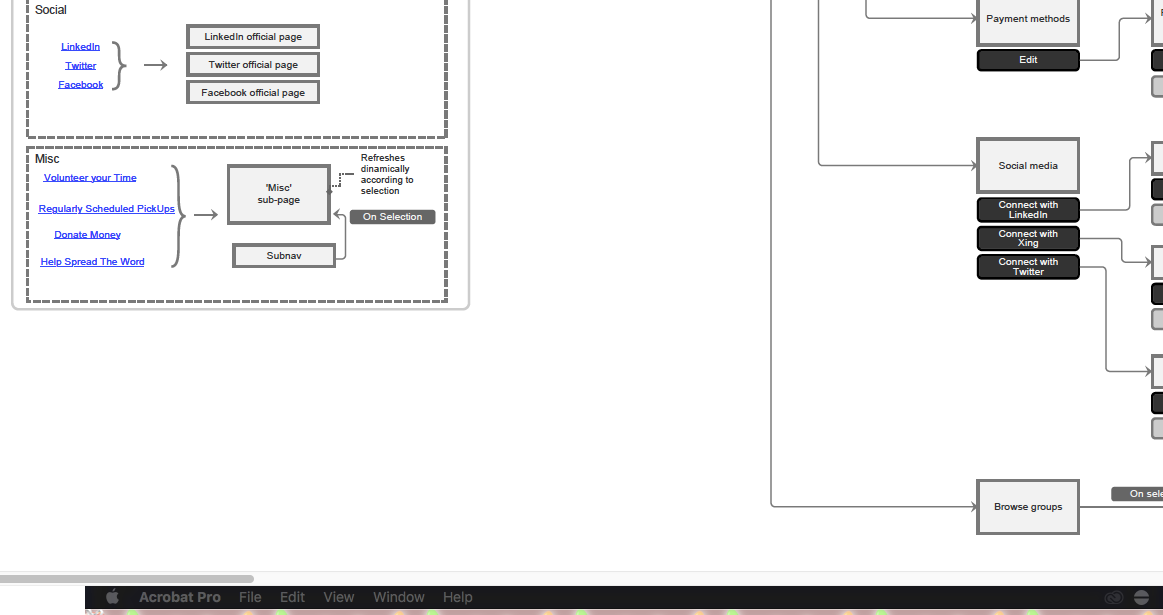 Social
LinkedIn
Twitter
Facebook
LinkedIn official page
Twitter official page
Facebook official page
Misc
Volunteer your Time
Regularly Scheduled PickUps
Donate Money
Help Spread The Word
'Misc'
sub-page
Refreshes
dinamically
according to
selection
On Selection
Subnav
Payment methods
Edit
Social media
Connect with
LinkedIn
Connect with
Xing
Connect with
Twitter
Browse groups
On sele
Acrobat Pro File Edit View Window Help